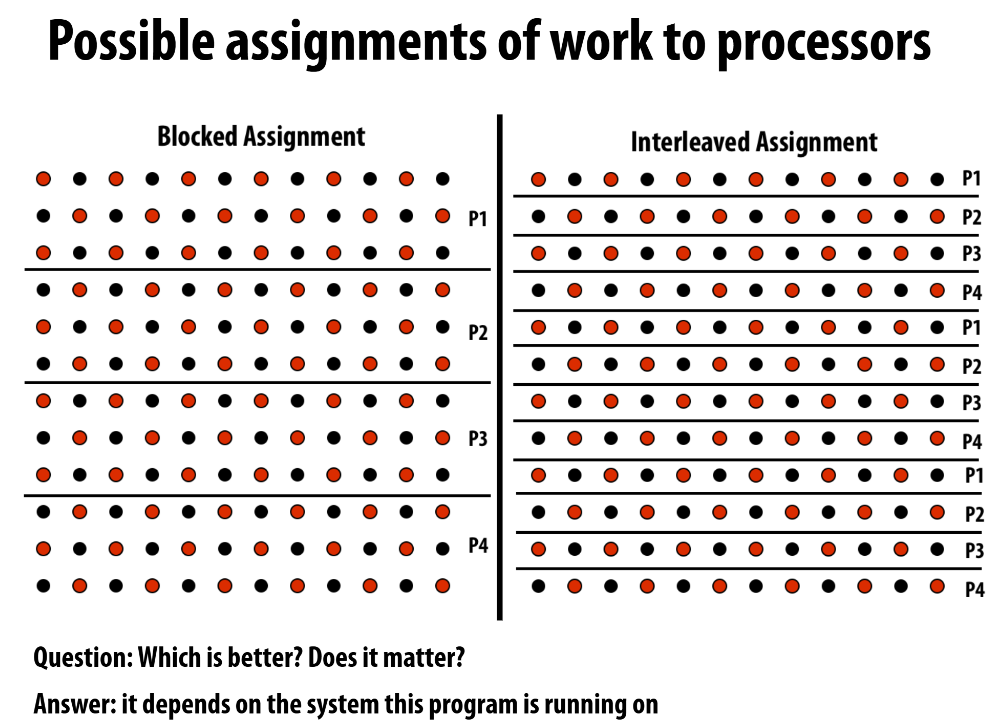 Possible assignments of work to processors
Blocked Assignment
P1
P2
P3
P4
Interleaved Assignment
P1
P2
P3
P4
P1
P2
P3
P4
P1
P2
P3
P4
Question: Which is better? Does it matter?
Answer: it depends on the system this program is running on